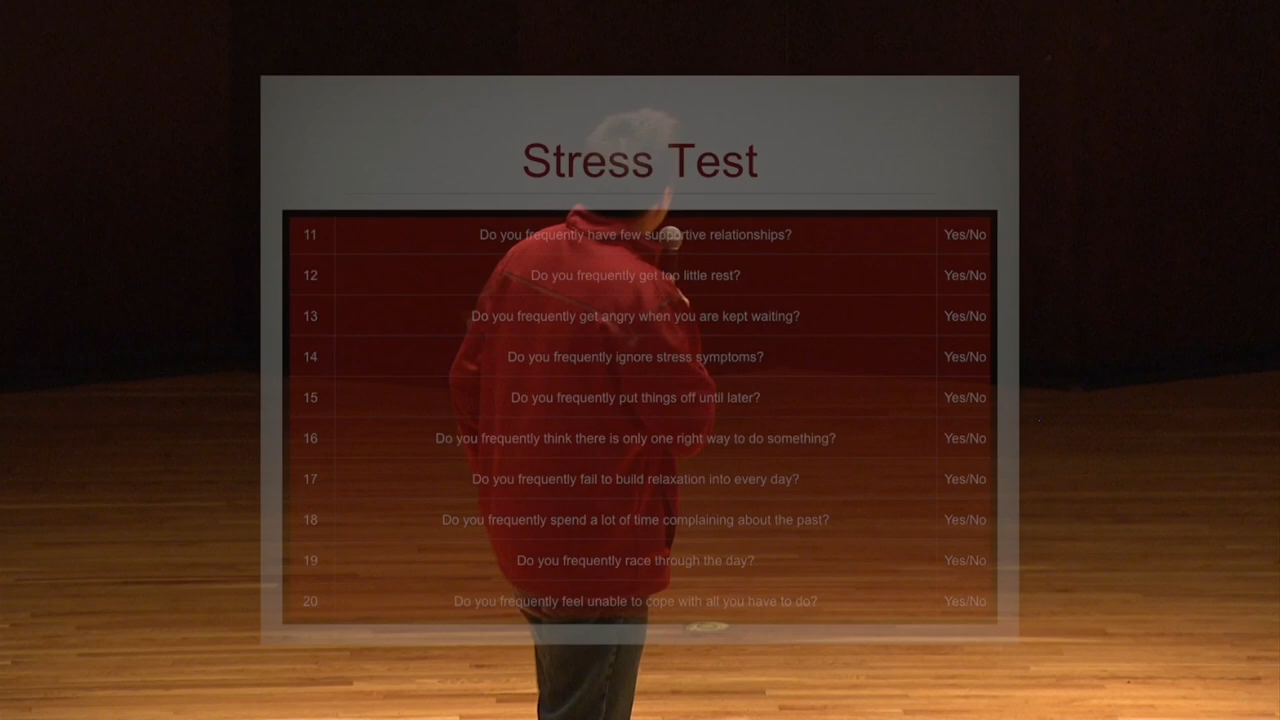 Stress Test
11 Do you frequently have few supportive relationships? Yes/No
12 Do you frequently get too little rest? Yes/No
13 Do you frequently get angry when you are kept waiting? Yes/No
14 Do you frequently ignore stress symptoms? Yes/No
15 Do you frequently put things off until later? Yes/No
16 Do you frequently think there is only one right way to do something? Yes/No
17 Do you frequently fail to build relaxation into every day? Yes/No
18 Do you frequently spend a lot of time complaining about the past? Yes/No
19 Do you frequently race through the day? Yes/No
20 Do you frequently feel unable to cope with all you have to do? Yes/No